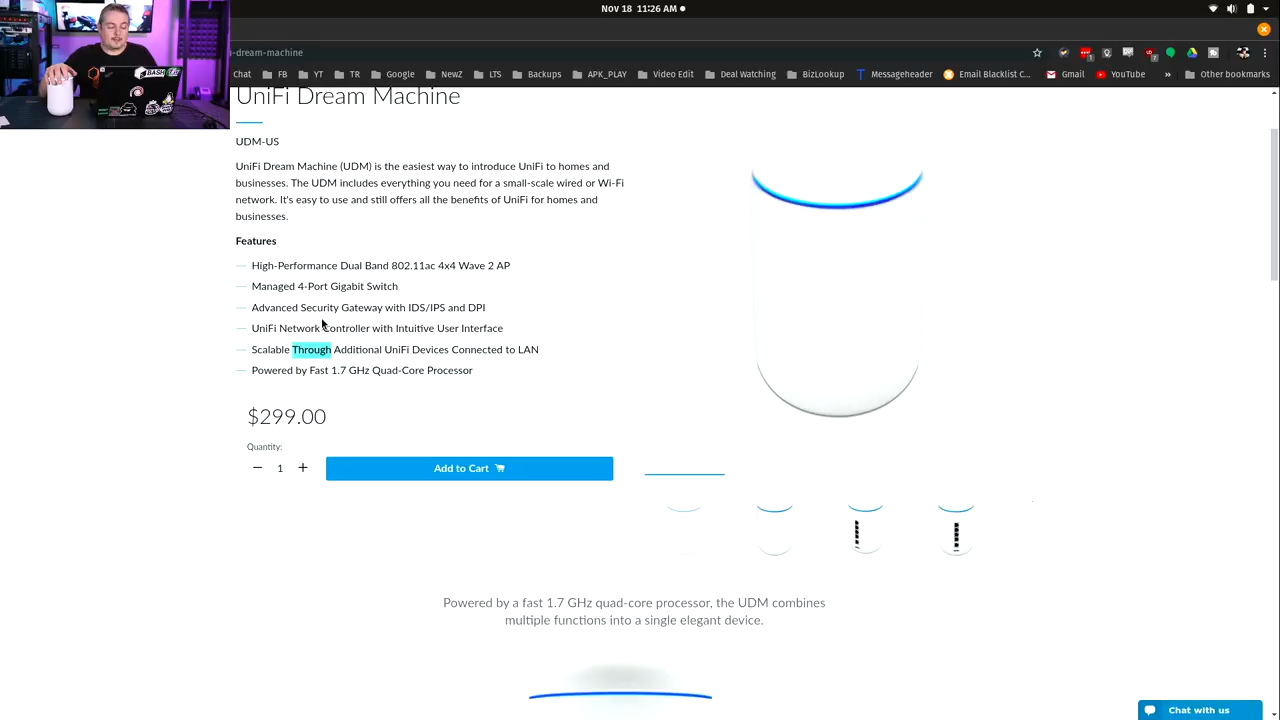 Nov 18 11:26 AM
-dream-machine
Chat FB YT TR Google Backups APK_PLAY Video Edit Messageheader Email Blacklist C... Gmail YouTube » Other bookmarks
UniFi Dream Machine
UDM-US
UniFi Dream Machine (UDM) is the easiest way to introduce UniFi to homes and
businesses. The UDM includes everything you need for a small-scale wired or Wi-Fi
network. It's easy to use and still offers all the benefits of UniFi for homes and
businesses.
Features
High-Performance Dual Band 802.11ac 4x4 Wave 2 AP
Managed 4-Port Gigabit Switch
Advanced Security Gateway with IDS/IPS and DPI
UniFi Network Controller with Intuitive User Interface
Scalable Through Additional UniFi Devices Connected to LAN
Powered by Fast 1.7 GHz Quad-Core Processor
$299.00
Quantity:
− 1 +
Add to Cart
Powered by a fast 1.7 GHz quad-core processor, the UDM combines
multiple functions into a single elegant device.
Chat with us